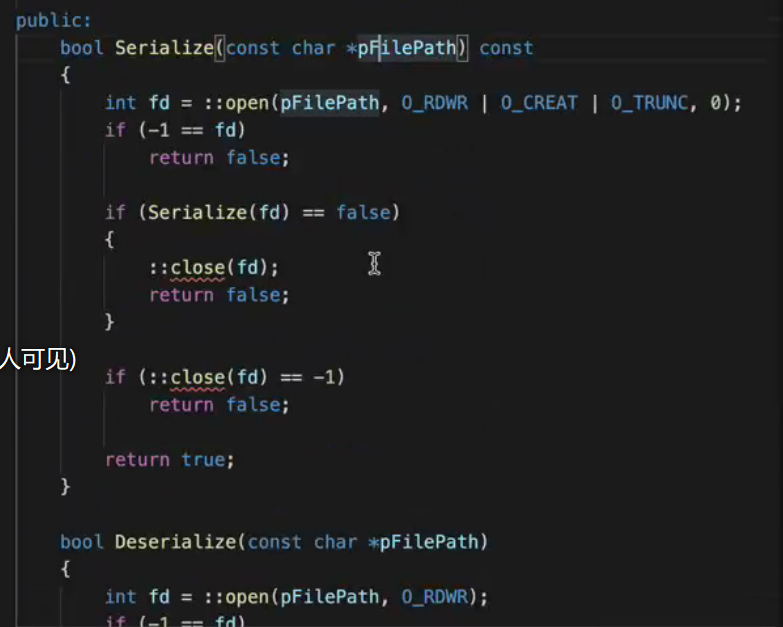 public:
bool Serialize(const char *pFilePath) const
{
int fd = ::open(pFilePath, O_RDWR | O_CREAT | O_TRUNC, 0);
if (-1 == fd)
return false;
if (Serialize(fd) == false)
{
::close(fd);
return false;
}
人可见)
if (::close(fd) == -1)
return false;
return true;
}
bool Deserialize(const char *pFilePath)
{
int fd = ::open(pFilePath, O_RDWR);
if (-1 == fd)